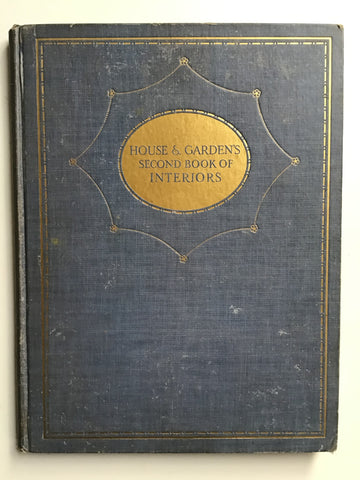 HOUSE & GARDEN'S
SECOND BOOK OF
INTERIORS